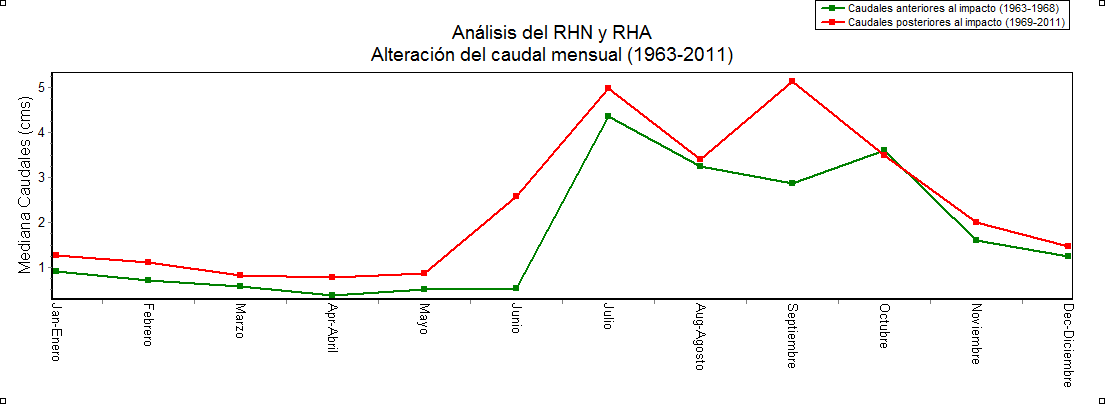 Caudales anteriores al impacto (1963-1968)
Caudales posteriores al impacto (1969-2011)
Análisis del RHN y RHA
Alteración del caudal mensual (1963-2011)
Mediana Caudales (cms)
5
4
3
2
1
Jan-Enero
Febrero
Marzo
Apr-Abril
Mayo
Junio
Julio
Aug-Agosto
Septiembre
Octubre
Noviembre
Dec-Diciembre